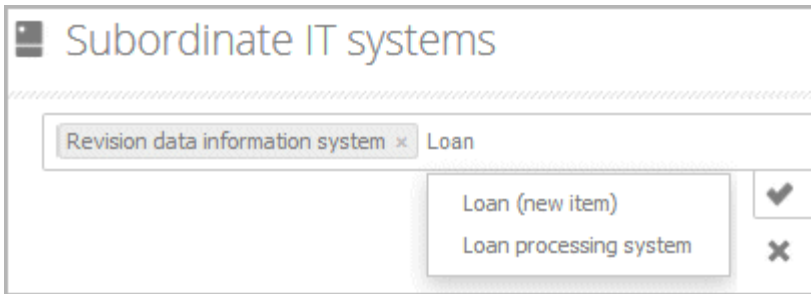 Subordinate IT systems
Revision data information system × Loan
Loan (new item)
Loan processing system